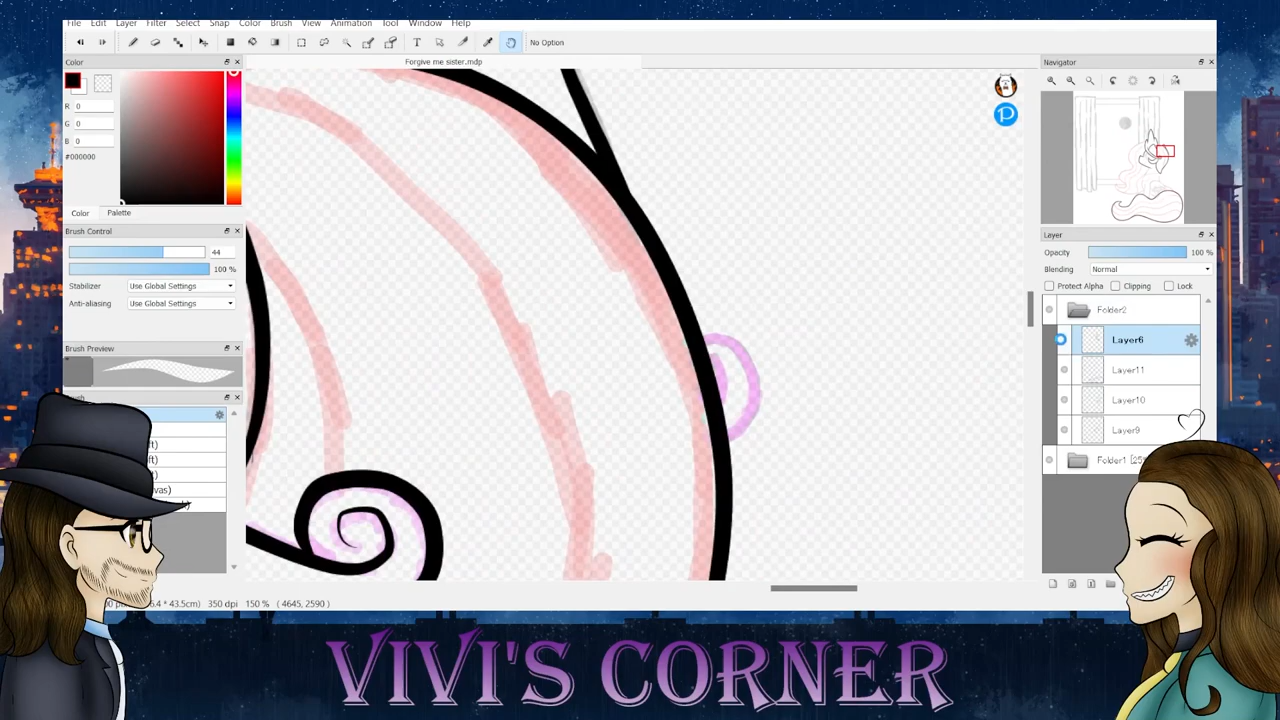 File Edit Layer Filter Select Snap Color Brush View Animation Tool Window Help
No Option
Color
Forgive me sister.mdp
Navigator
R 0
G 0
B 0
#000000
Color Palette
Brush Control
44
100 %
Stabilizer Use Global Settings
Anti-aliasing Use Global Settings
Brush Preview
Layer
Opacity 100 %
Blending Normal
Protect Alpha Clipping Lock
Folder2
Layer6
Layer11
Layer10
Layer9
Folder1
350 dpi 150 % ( 4645, 2590 )
VIVI'S CORNER